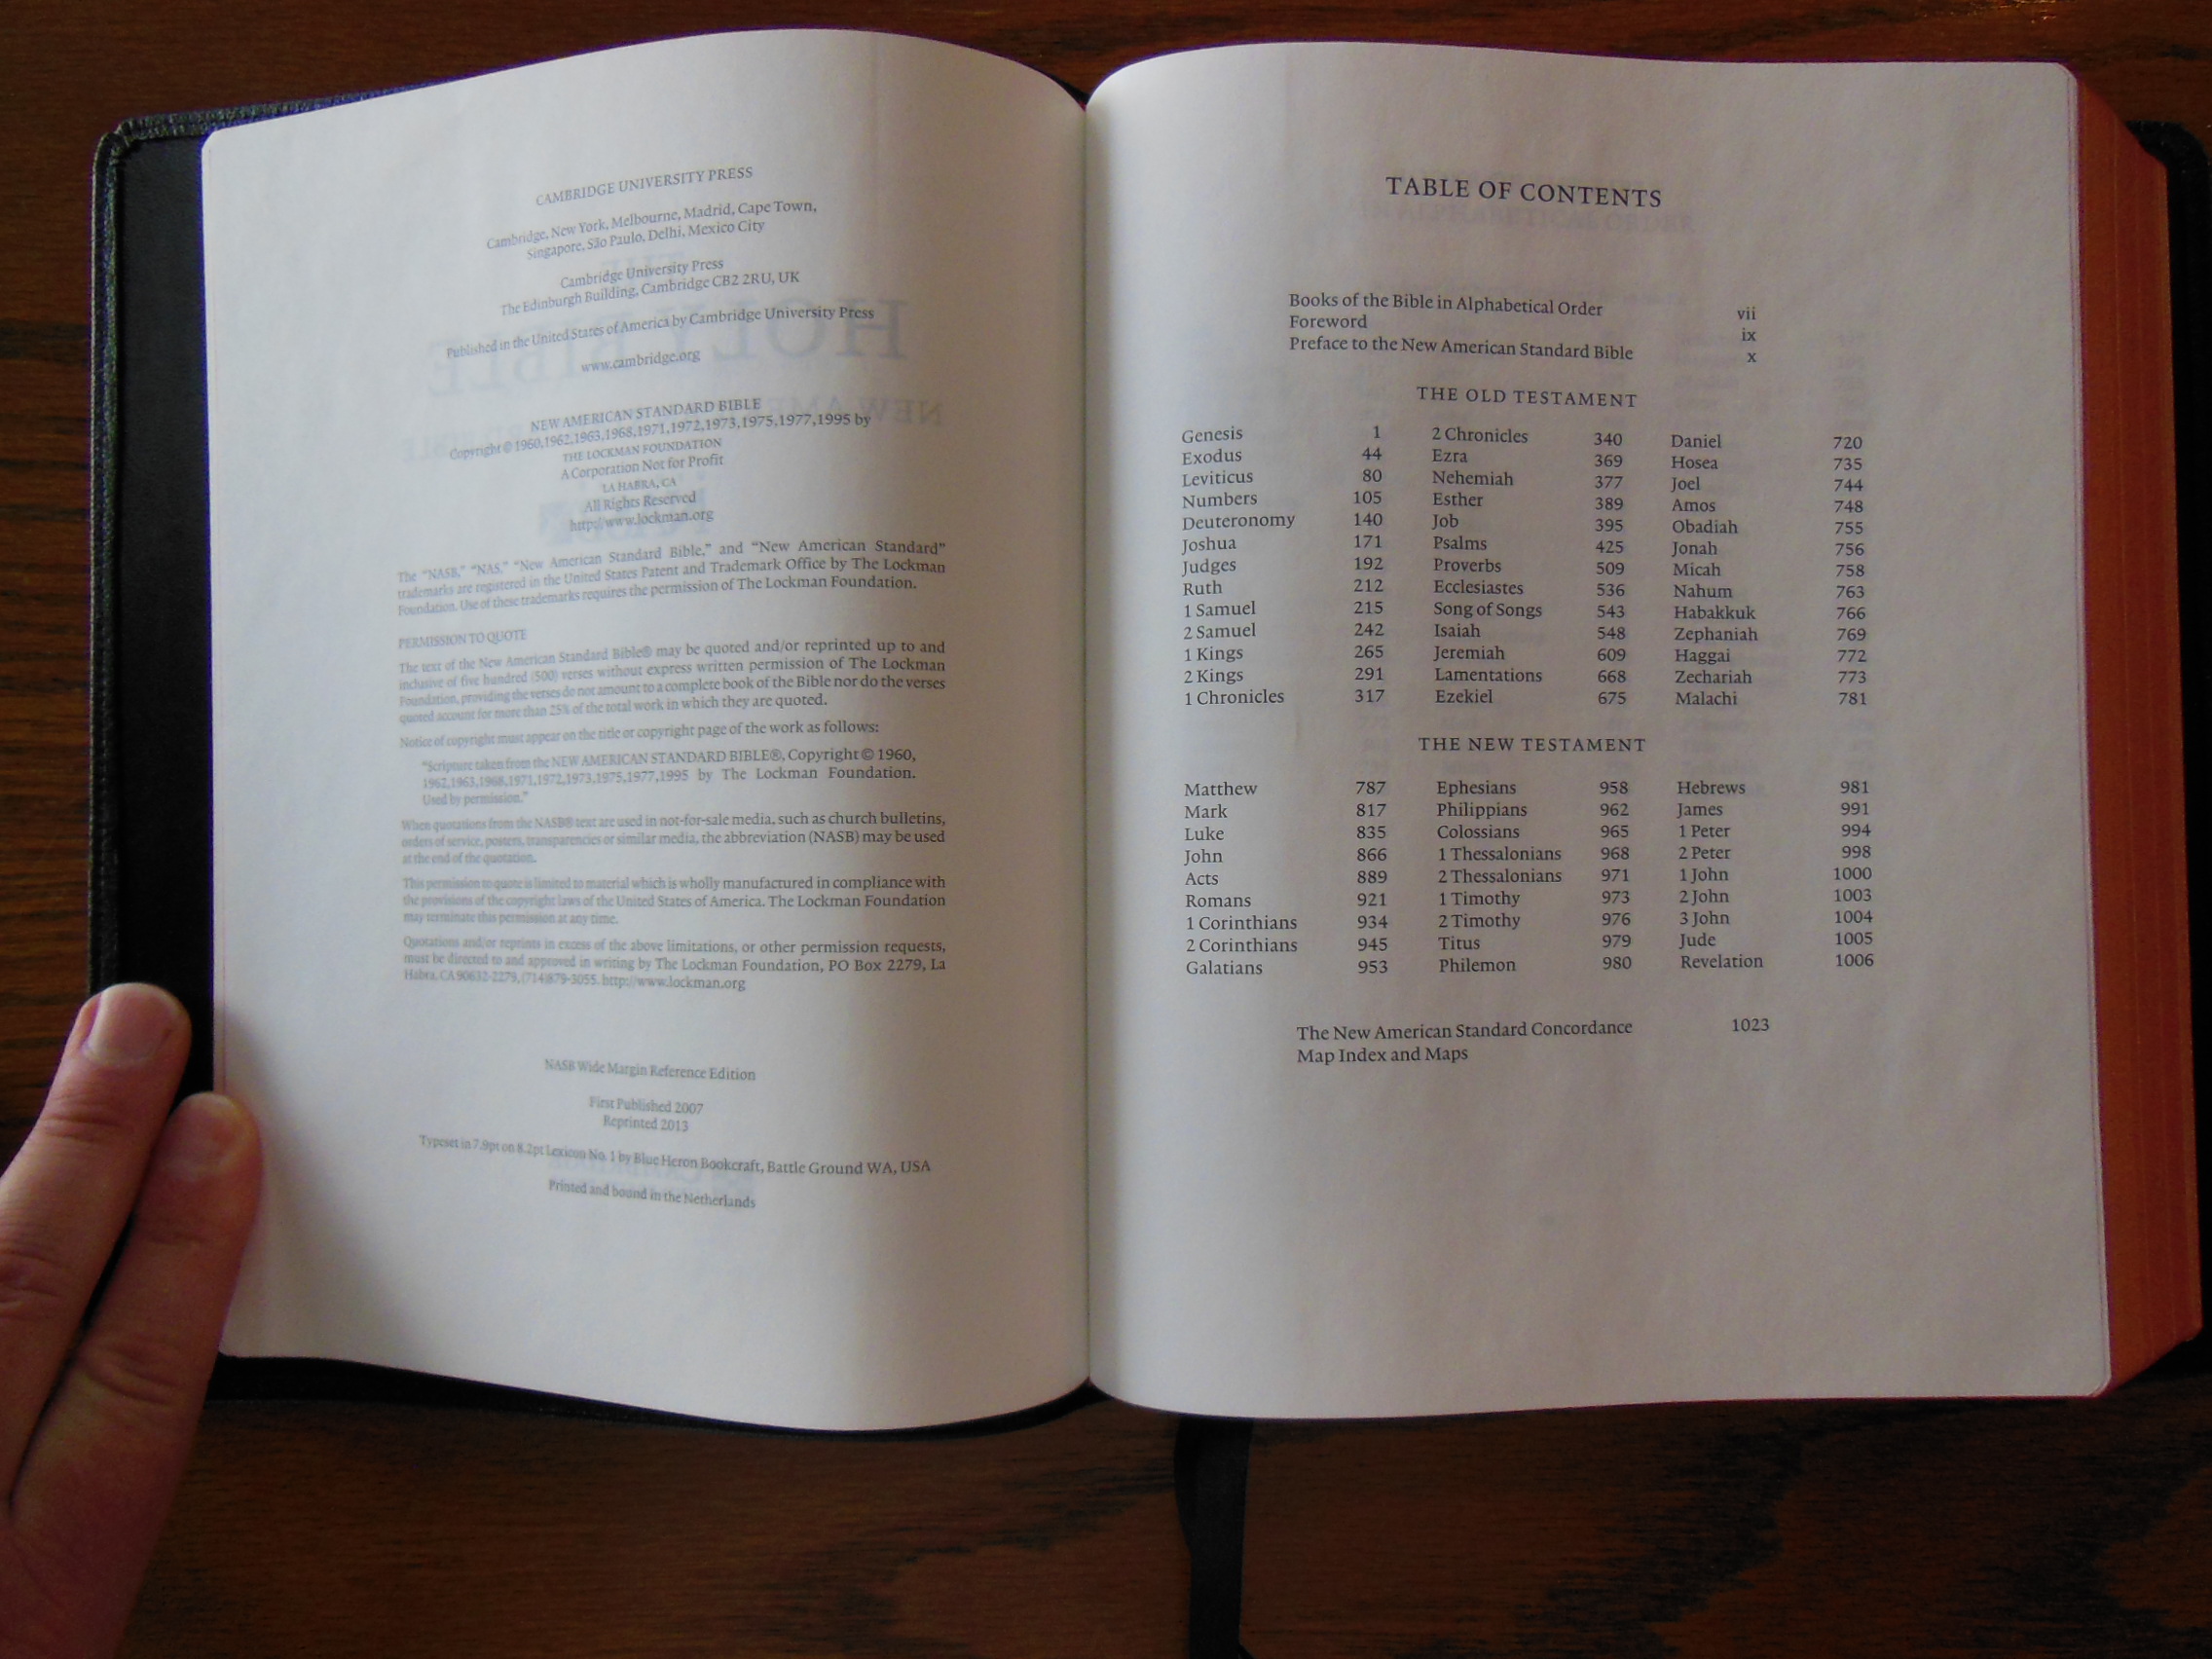 CAMBRIDGE UNIVERSITY PRESS
Cambridge, New York, Melbourne, Madrid, Cape Town,
Singapore, São Paulo, Delhi, Mexico City
Cambridge University Press
The Edinburgh Building, Cambridge CB2 2RU, UK
Published in the United States of America by Cambridge University Press
www.cambridge.org
NEW AMERICAN STANDARD BIBLE
Copyright © 1960,1962,1963,1968,1971,1972,1973,1975,1977,1995 by
THE LOCKMAN FOUNDATION
A Corporation Not for Profit
LA HABRA, CA
All Rights Reserved
http://www.lockman.org
The "NASB," "NAS," "New American Standard Bible," and "New American Standard"
trademarks are registered in the United States Patent and Trademark Office by The Lockman
Foundation. Use of these trademarks requires the permission of The Lockman Foundation.
PERMISSION TO QUOTE
The text of the New American Standard Bible® may be quoted and/or reprinted up to and
inclusive of five hundred (500) verses without express written permission of The Lockman
Foundation, providing the verses do not amount to a complete book of the Bible nor do the verses
quoted account for more than 25% of the total work in which they are quoted.
Notice of copyright must appear on the title or copyright page of the work as follows:
"Scripture taken from the NEW AMERICAN STANDARD BIBLE®, Copyright © 1960,
1962,1963,1968,1971,1972,1973,1975,1977,1995 by The Lockman Foundation.
Used by permission."
When quotations from the NASB® text are used in not-for-sale media, such as church bulletins,
orders of service, posters, transparencies or similar media, the abbreviation (NASB) may be used
at the end of the quotation.
This permission to quote is limited to material which is wholly manufactured in compliance with
the provisions of the copyright laws of the United States of America. The Lockman Foundation
may terminate this permission at any time.
Quotations and/or reprints in excess of the above limitations, or other permission requests,
must be directed to and approved in writing by The Lockman Foundation, PO Box 2279, La
Habra, CA 90632-2279, (714)879-3055. http://www.lockman.org
NASB Wide Margin Reference Edition
First Published 2007
Reprinted 2013
Typeset in 7.9pt on 8.2pt Lexicon No. 1 by Blue Heron Bookcraft, Battle Ground WA, USA
Printed and bound in the Netherlands
TABLE OF CONTENTS
Books of the Bible in Alphabetical Order vii
Foreword ix
Preface to the New American Standard Bible x
THE OLD TESTAMENT
Genesis 1
Exodus 44
Leviticus 80
Numbers 105
Deuteronomy 140
Joshua 171
Judges 192
Ruth 212
1 Samuel 215
2 Samuel 242
1 Kings 265
2 Kings 291
1 Chronicles 317
2 Chronicles 340
Ezra 369
Nehemiah 377
Esther 389
Job 395
Psalms 425
Proverbs 509
Ecclesiastes 536
Song of Songs 543
Isaiah 548
Jeremiah 609
Lamentations 668
Ezekiel 675
Daniel 720
Hosea 735
Joel 744
Amos 748
Obadiah 755
Jonah 756
Micah 758
Nahum 763
Habakkuk 766
Zephaniah 769
Haggai 772
Zechariah 773
Malachi 781
THE NEW TESTAMENT
Matthew 787
Mark 817
Luke 835
John 866
Acts 889
Romans 921
1 Corinthians 934
2 Corinthians 945
Galatians 953
Ephesians 958
Philippians 962
Colossians 965
1 Thessalonians 968
2 Thessalonians 971
1 Timothy 973
2 Timothy 976
Titus 979
Philemon 980
Hebrews 981
James 991
1 Peter 994
2 Peter 998
1 John 1000
2 John 1003
3 John 1004
Jude 1005
Revelation 1006
The New American Standard Concordance 1023
Map Index and Maps